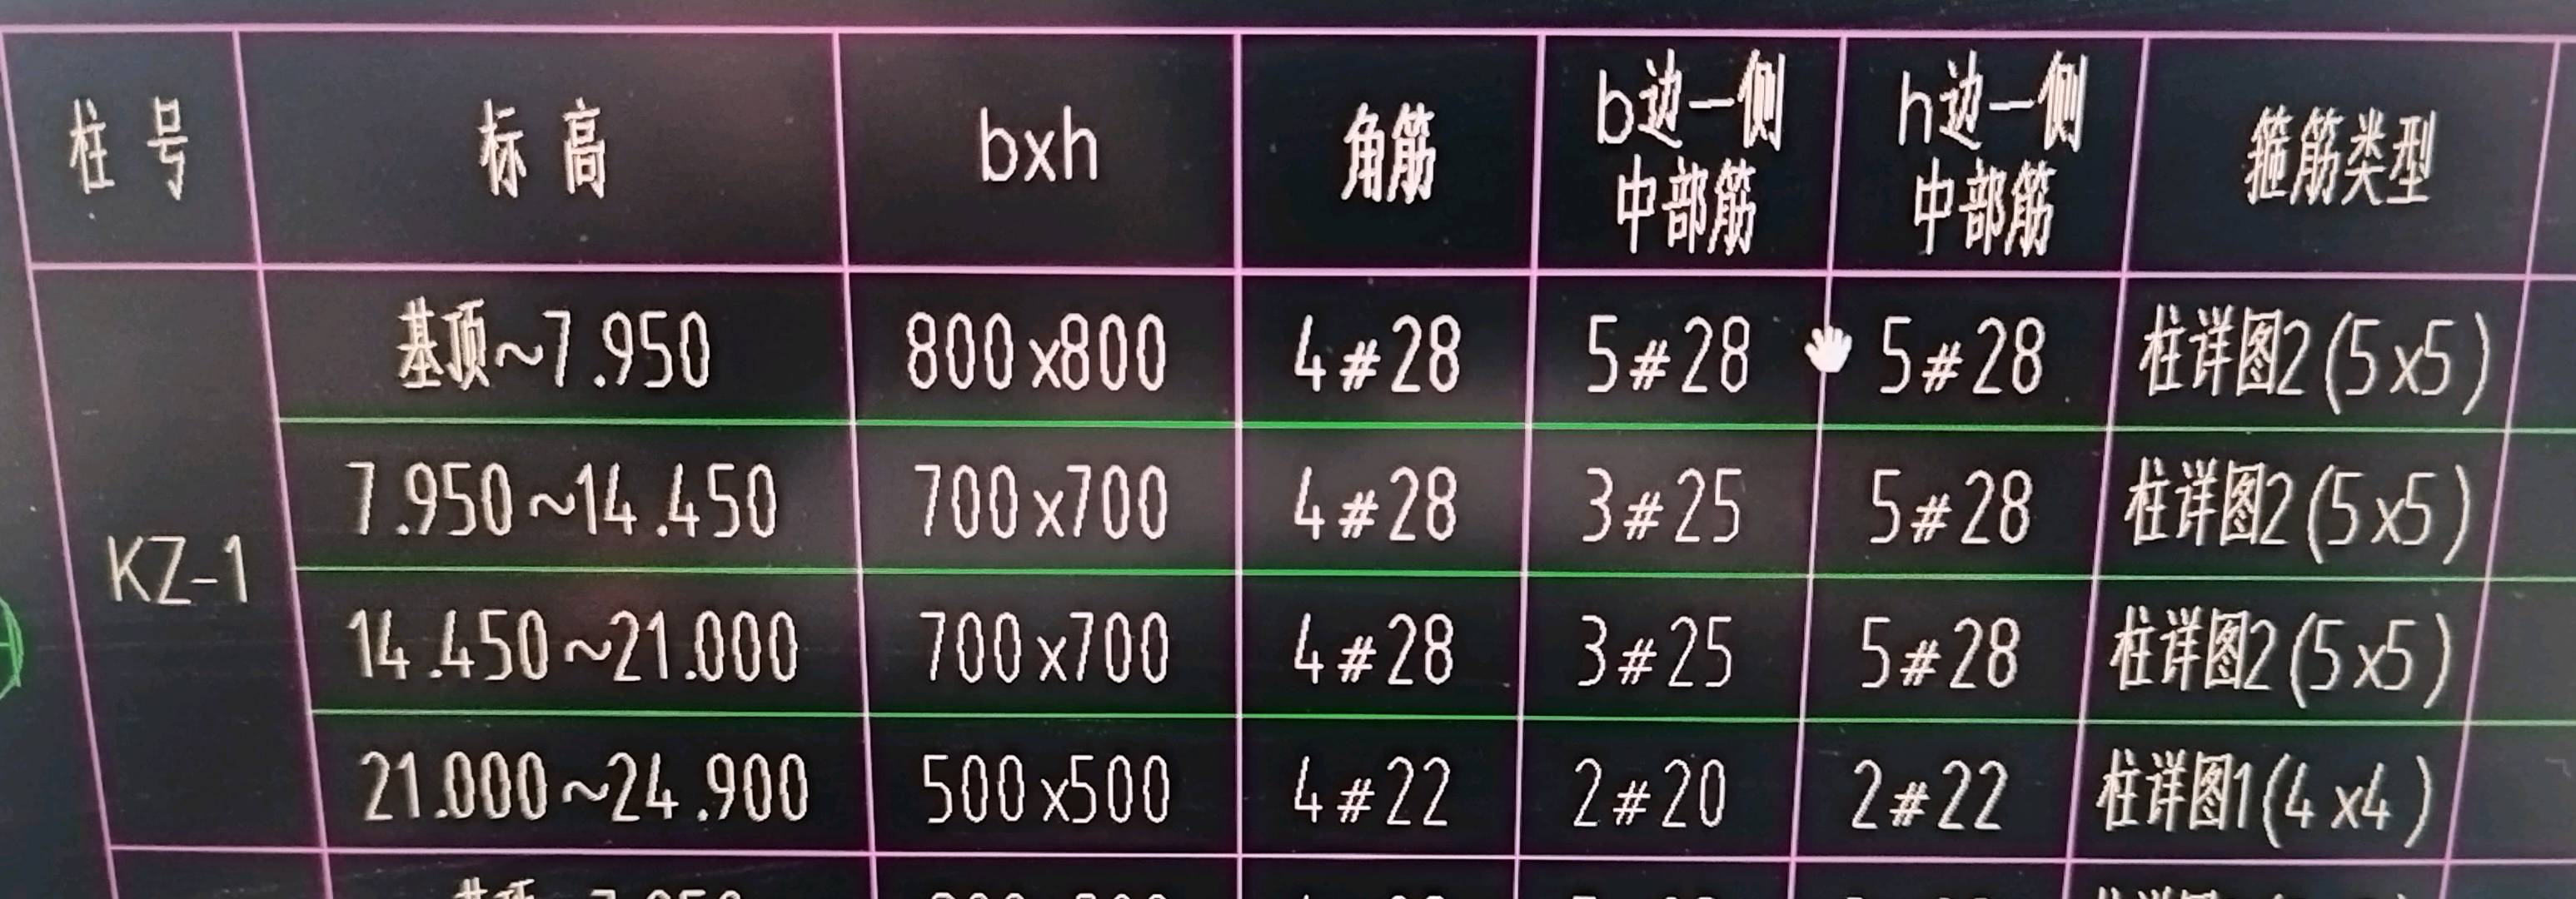 柱号 标高 bxh 角筋 b边一侧中部筋 h边一侧中部筋 箍筋类型
KZ-1
基顶~7.950 800x800 4#28 5#28 5#28 柱详图2(5x5)
7.950~14.450 700x700 4#28 3#25 5#28 柱详图2(5x5)
14.450~21.000 700x700 4#28 3#25 5#28 柱详图2(5x5)
21.000~24.900 500x500 4#22 2#20 2#22 柱详图1(4x4)